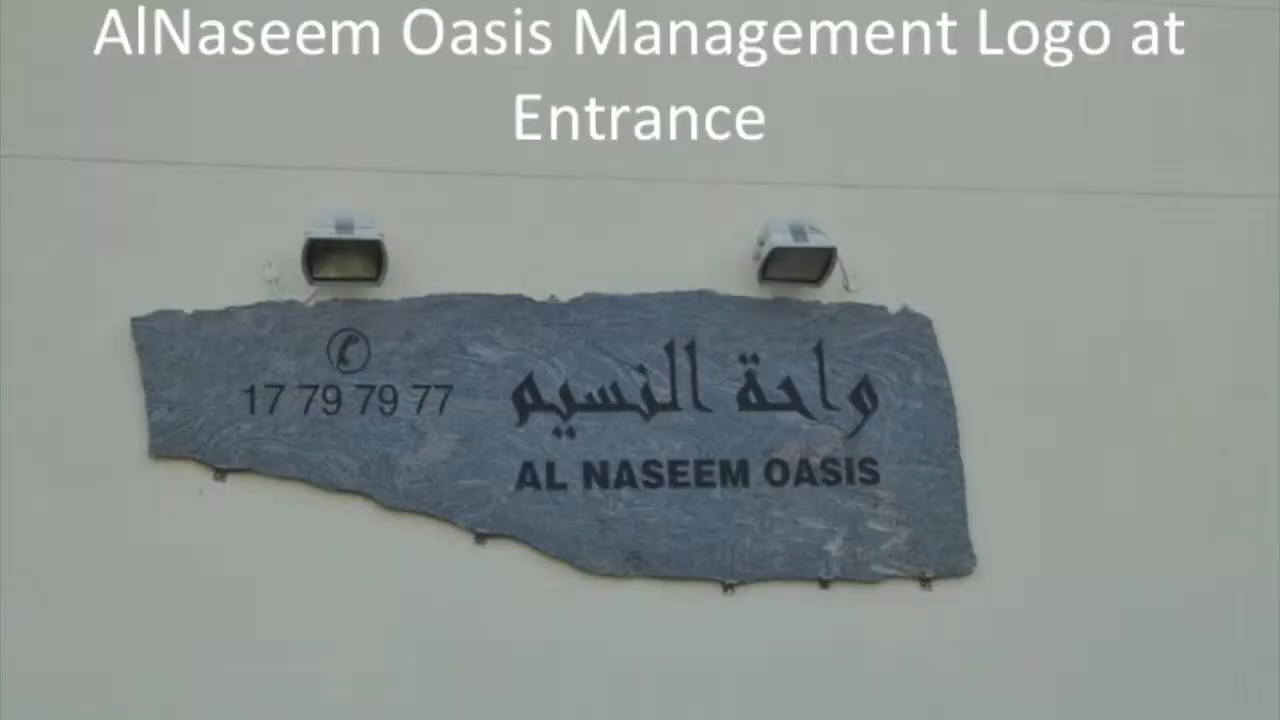 AlNaseem Oasis Management Logo at
Entrance
17 79 79 77
واحة النسيم
AL NASEEM OASIS